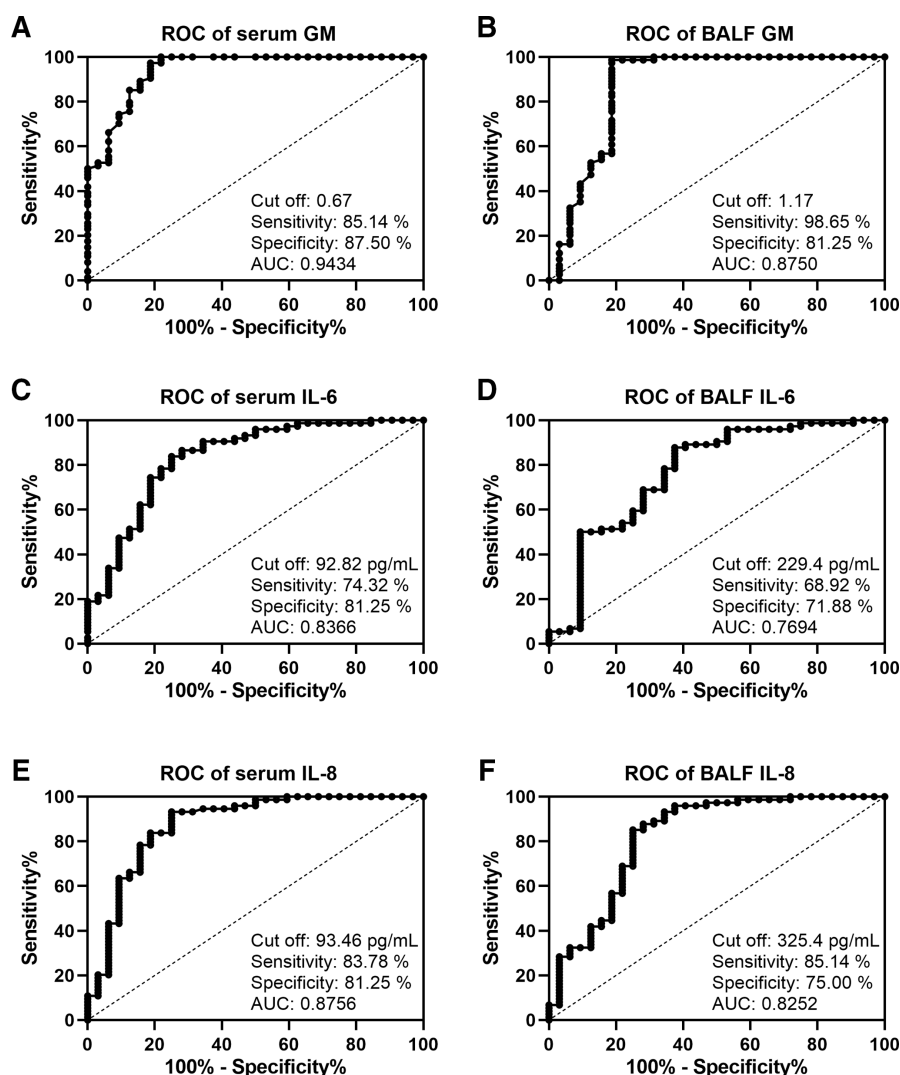 A
ROC of serum GM
100
80
60
40
20
0
Sensitivity%
Cut off: 0.67
Sensitivity: 85.14 %
Specificity: 87.50 %
AUC: 0.9434
0 20 40 60 80 100
100% - Specificity%
B
ROC of BALF GM
100
80
60
40
20
0
Sensitivity%
Cut off: 1.17
Sensitivity: 98.65 %
Specificity: 81.25 %
AUC: 0.8750
0 20 40 60 80 100
100% - Specificity%
C
ROC of serum IL-6
100
80
60
40
20
0
Sensitivity%
Cut off: 92.82 pg/mL
Sensitivity: 74.32 %
Specificity: 81.25 %
AUC: 0.8366
0 20 40 60 80 100
100% - Specificity%
D
ROC of BALF IL-6
100
80
60
40
20
0
Sensitivity%
Cut off: 229.4 pg/mL
Sensitivity: 68.92 %
Specificity: 71.88 %
AUC: 0.7694
0 20 40 60 80 100
100% - Specificity%
E
ROC of serum IL-8
100
80
60
40
20
0
Sensitivity%
Cut off: 93.46 pg/mL
Sensitivity: 83.78 %
Specificity: 81.25 %
AUC: 0.8756
0 20 40 60 80 100
100% - Specificity%
F
ROC of BALF IL-8
100
80
60
40
20
0
Sensitivity%
Cut off: 325.4 pg/mL
Sensitivity: 85.14 %
Specificity: 75.00 %
AUC: 0.8252
0 20 40 60 80 100
100% - Specificity%